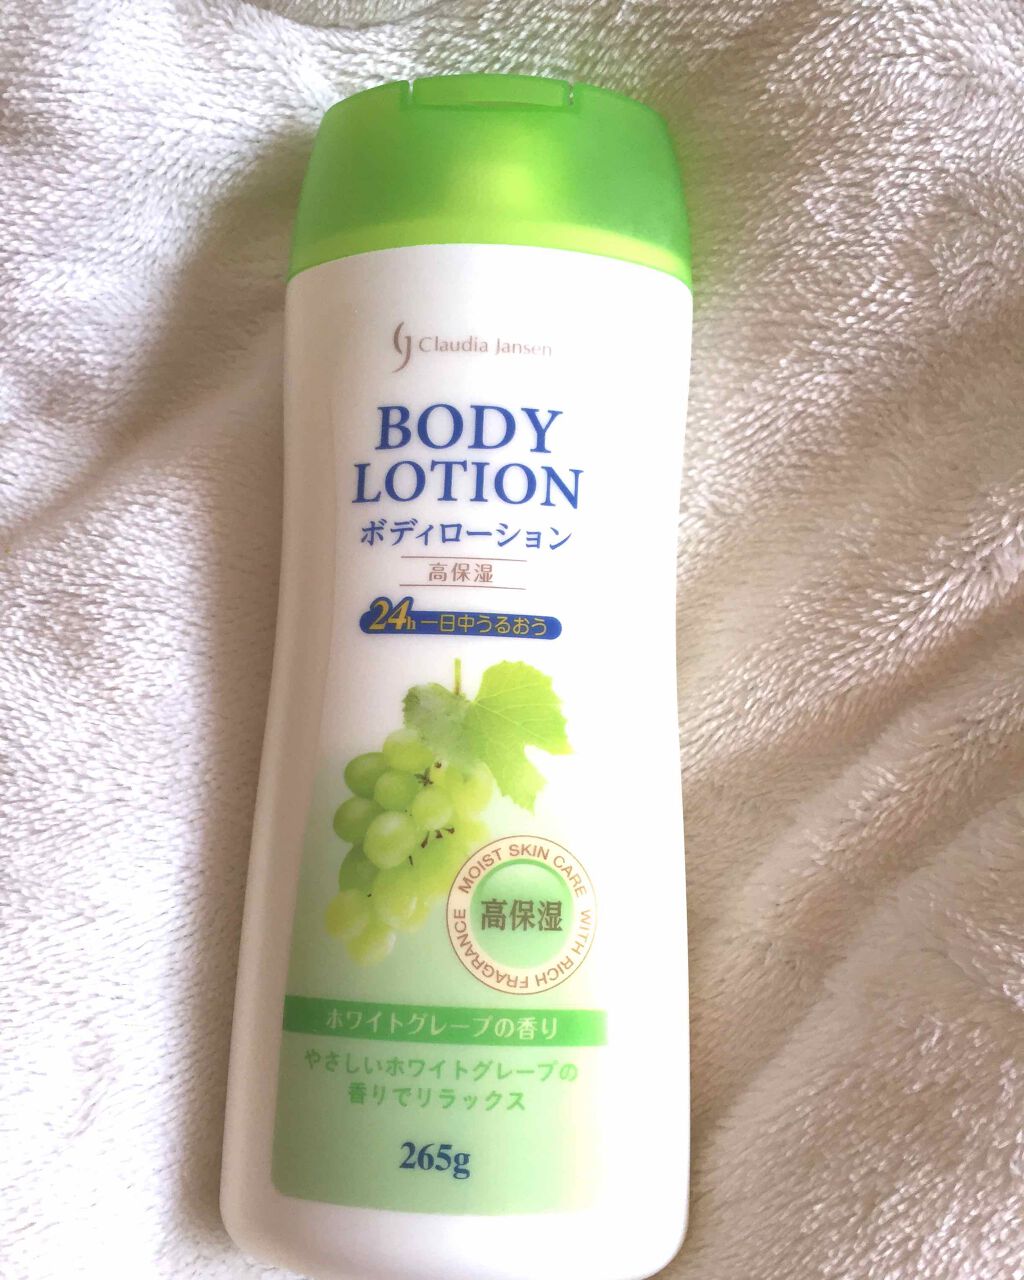 Claudia Jansen
BODY
LOTION
ボディローション
高保湿
24h 一日中うるおう
MOIST SKIN CARE WITH RICH FRAGRANCE
高保湿
ホワイトグレープの香り
やさしいホワイトグレープの
香りでリラックス
265g